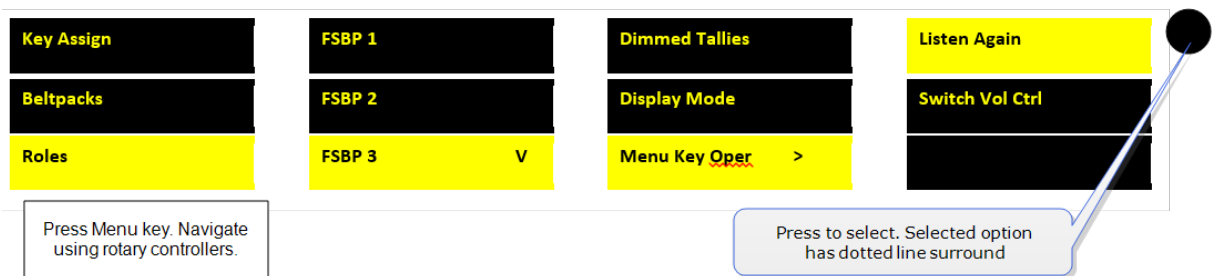 Key Assign
Beltpacks
Roles
FSBP 1
FSBP 2
FSBP 3 V
Dimmed Tallies
Display Mode
Menu Key Oper >
Listen Again
Switch Vol Ctrl
Press Menu key. Navigate
using rotary controllers.
Press to select. Selected option
has dotted line surround